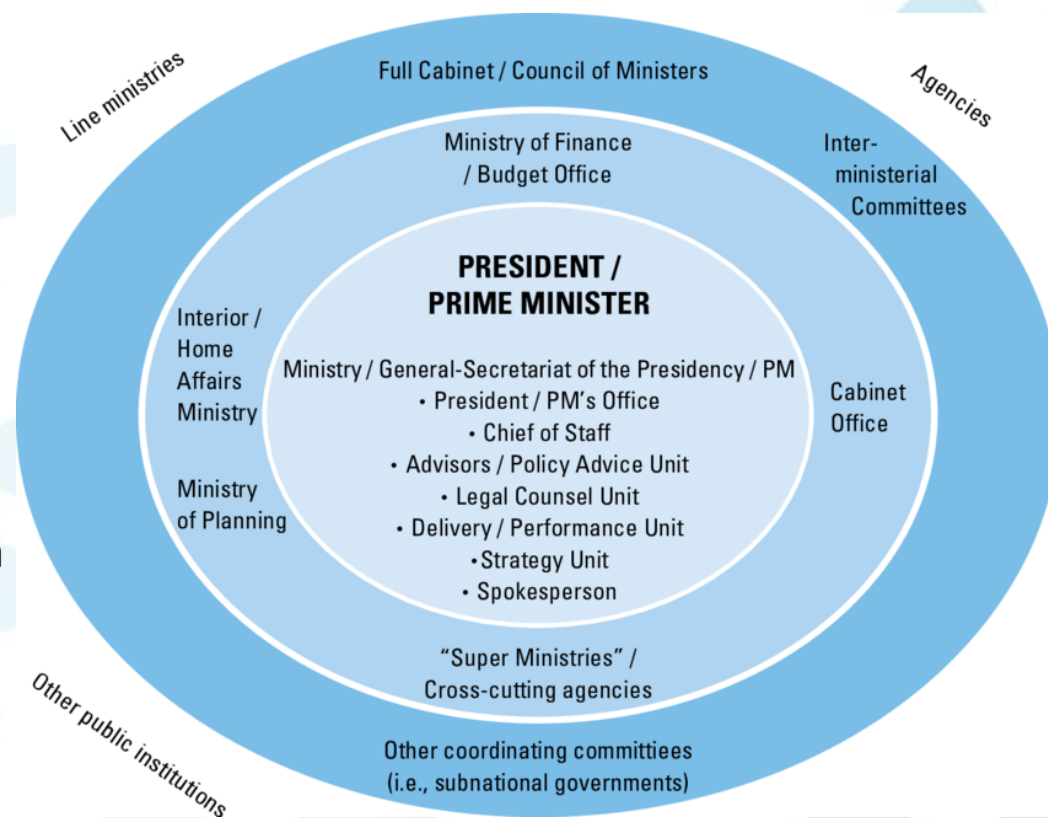 Line ministries
Full Cabinet / Council of Ministers
Agencies
Ministry of Finance
/ Budget Office
Inter-
ministerial
Committees
PRESIDENT /
PRIME MINISTER
Interior /
Home
Affairs
Ministry
Ministry / General-Secretariat of the Presidency / PM
• President / PM's Office
• Chief of Staff
• Advisors / Policy Advice Unit
• Legal Counsel Unit
• Delivery / Performance Unit
•Strategy Unit
• Spokesperson
Cabinet
Office
Ministry
of Planning
"Super Ministries" /
Cross-cutting agencies
Other public institutions
Other coordinating committiees
(i.e., subnational governments)